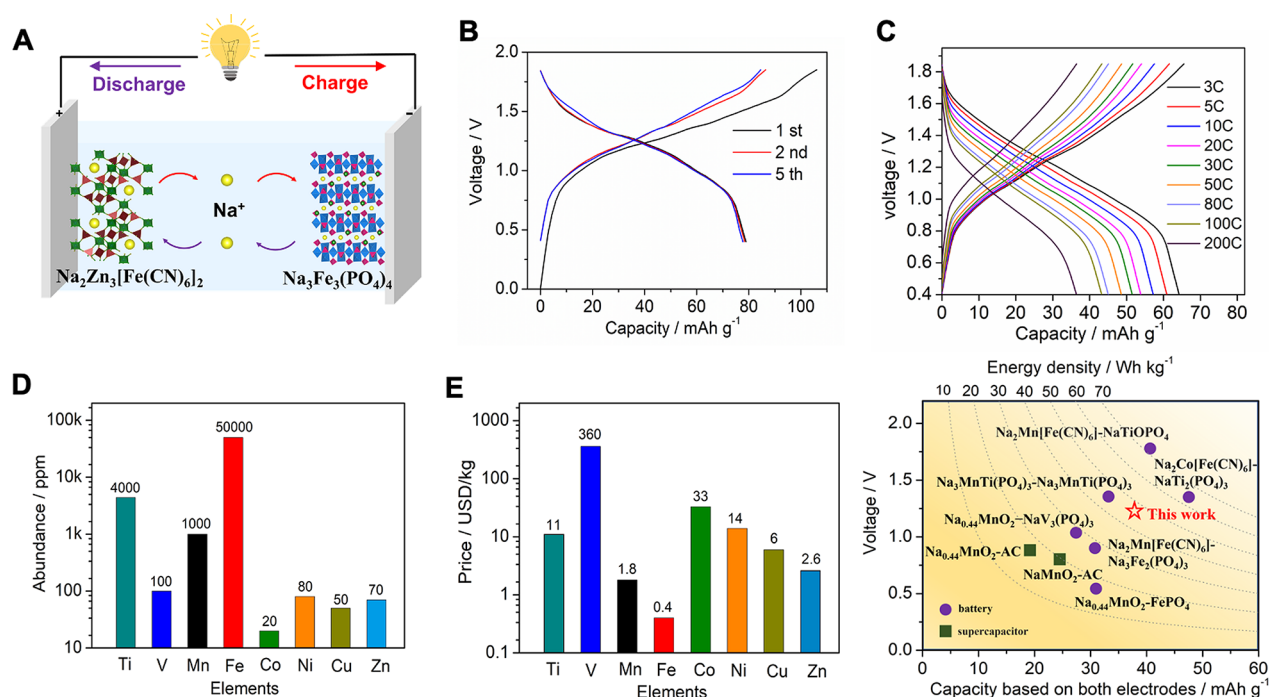 A
Discharge
Charge
+
-
Na⁺
Na₂Zn₃[Fe(CN)₆]₂
Na₃Fe₃(PO₄)₄
B
2.0
1.5
1.0
0.5
0.0
Voltage / V
1 st
2 nd
5 th
0 20 40 60 80 100
Capacity / mAh g⁻¹
C
1.8
1.6
1.4
1.2
1.0
0.8
0.6
0.4
voltage / V
3C
5C
10C
20C
30C
50C
80C
100C
200C
0 10 20 30 40 50 60 70 80
Capacity / mAh g⁻¹
D
100k
10k
1k
100
10
Abundance / ppm
4000
100
1000
50000
20
80
50
70
Ti V Mn Fe Co Ni Cu Zn
Elements
E
1000
100
10
1
0.1
Price / USD/kg
11
360
1.8
0.4
33
14
6
2.6
Ti V Mn Fe Co Ni Cu Zn
Elements
Energy density / Wh kg⁻¹
10 20 30 40 50 60 70
2.0
1.5
1.0
0.5
0.0
Voltage / V
Na₂Mn[Fe(CN)₆]-NaTiOPO₄
Na₂Co[Fe(CN)₆]-
NaTi₂(PO₄)₃
Na₃MnTi(PO₄)₃-Na₃MnTi(PO₄)₃
This work
Na₀.₄₄MnO₂–NaV₃(PO₄)₃
Na₂Mn[Fe(CN)₆]-
Na₃Fe₂(PO₄)₃
Na₀.₄₄MnO₂-AC
NaMnO₂-AC
Na₀.₄₄MnO₂-FePO₄
battery
supercapacitor
0 10 20 30 40 50 60
Capacity based on both electrodes / mAh g⁻¹